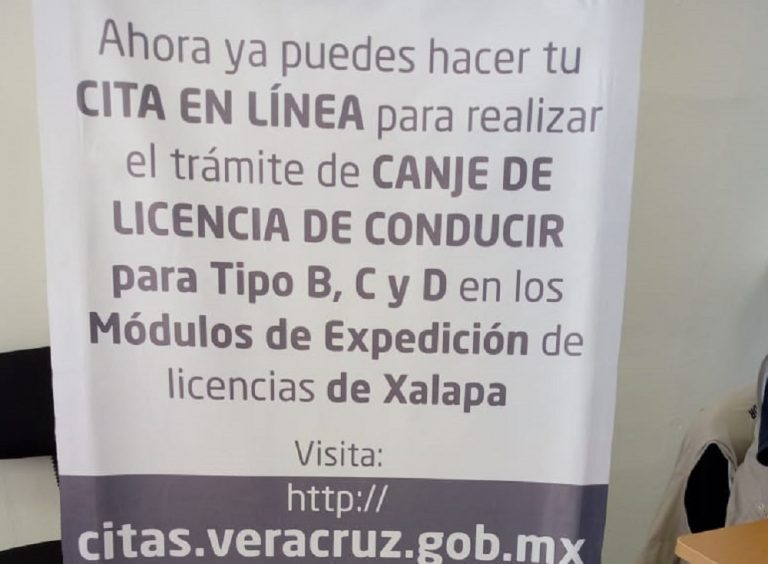 Ahora ya puedes hacer tu
CITA EN LÍNEA para realizar
el trámite de CANJE DE
LICENCIA DE CONDUCIR
para Tipo B, C y D en los
Módulos de Expedición de
licencias de Xalapa
Visita:
http://
citas.veracruz.gob.mx